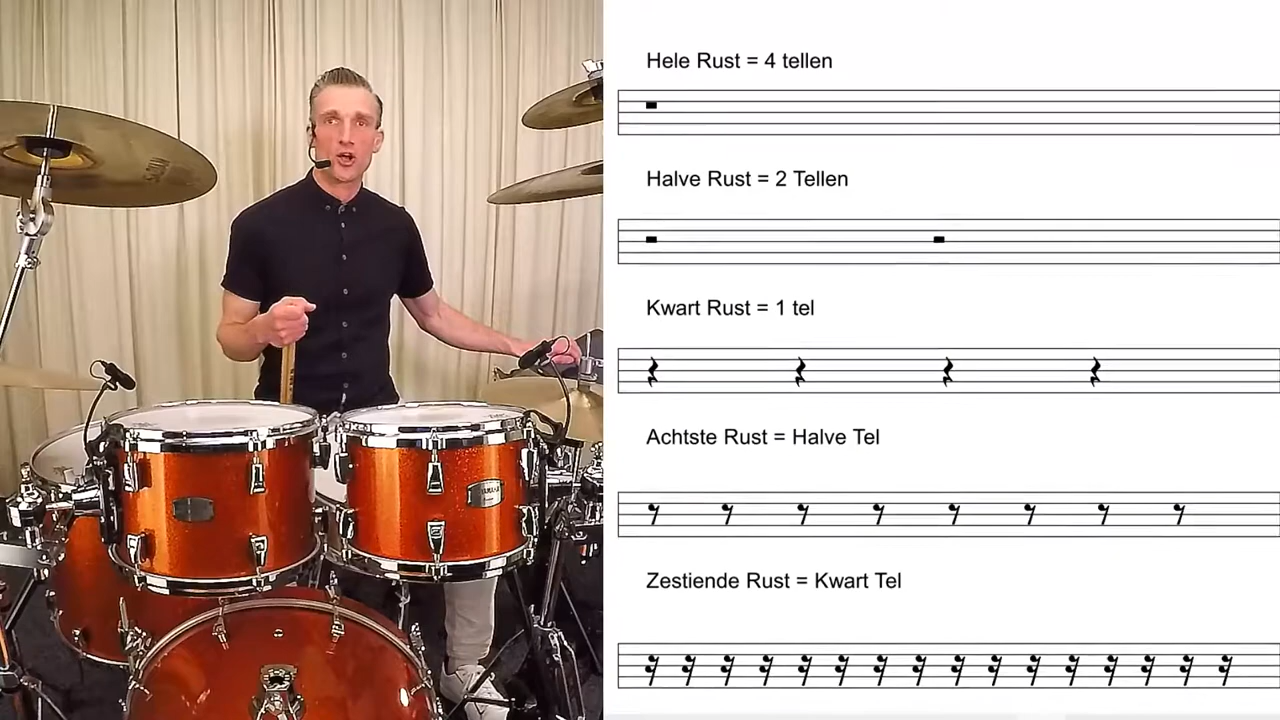 Hele Rust = 4 tellen
Halve Rust = 2 Tellen
Kwart Rust = 1 tel
Achtste Rust = Halve Tel
Zestiende Rust = Kwart Tel
YAMAHA